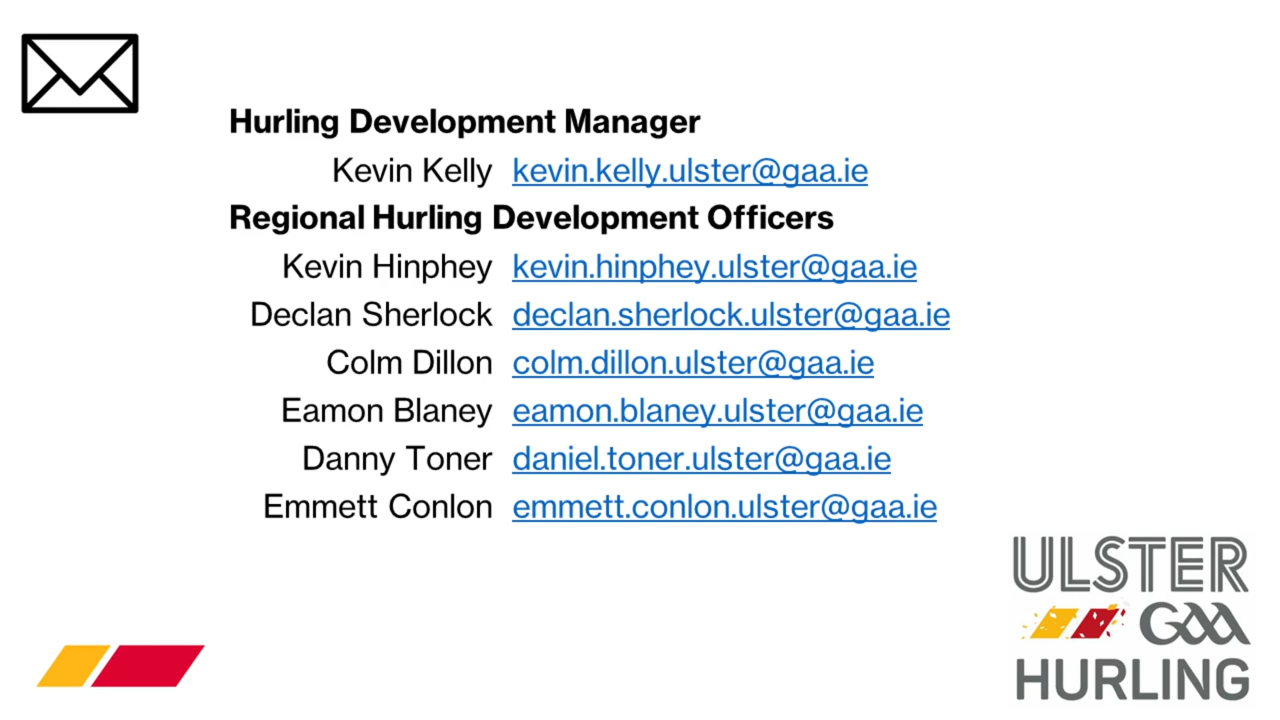 Hurling Development Manager
Kevin Kelly kevin.kelly.ulster@gaa.ie
Regional Hurling Development Officers
Kevin Hinphey kevin.hinphey.ulster@gaa.ie
Declan Sherlock declan.sherlock.ulster@gaa.ie
Colm Dillon colm.dillon.ulster@gaa.ie
Eamon Blaney eamon.blaney.ulster@gaa.ie
Danny Toner daniel.toner.ulster@gaa.ie
Emmett Conlon emmett.conlon.ulster@gaa.ie
ULSTER
GAA
HURLING